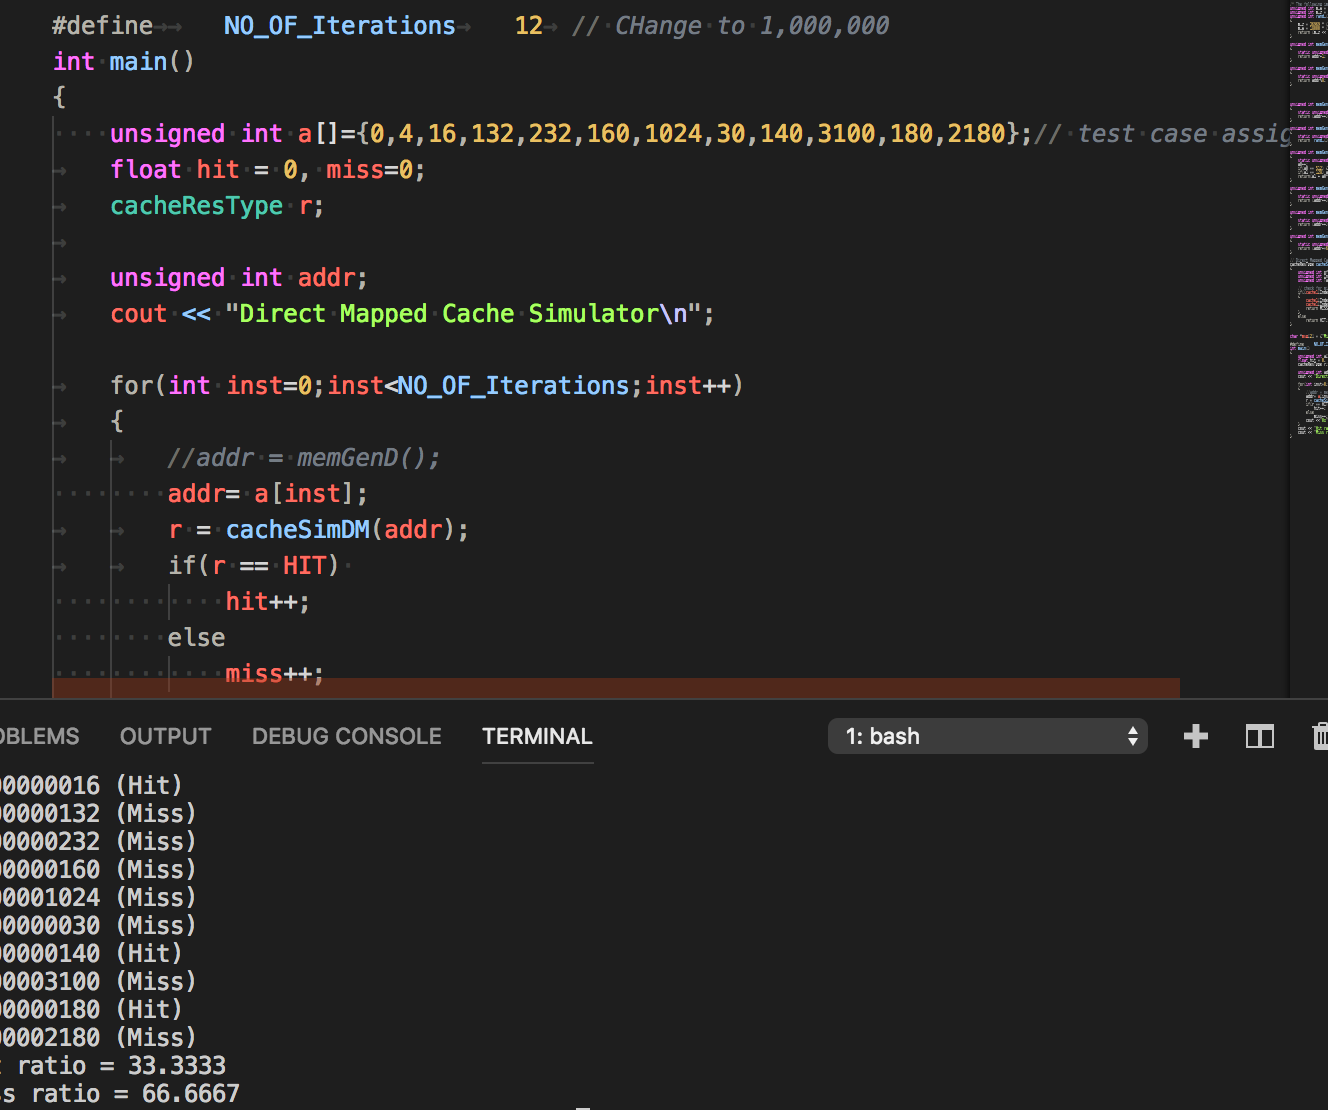 #define NO_OF_Iterations 12 // CHange to 1,000,000
int main()
{
unsigned int a[]={0,4,16,132,232,160,1024,30,140,3100,180,2180};// test case assig
float hit = 0, miss=0;
cacheResType r;
unsigned int addr;
cout << "Direct Mapped Cache Simulator\n";
for(int inst=0;inst<NO_OF_Iterations;inst++)
{
//addr = memGenD();
addr= a[inst];
r = cacheSimDM(addr);
if(r == HIT)
hit++;
else
miss++;
OBLEMS OUTPUT DEBUG CONSOLE TERMINAL 1: bash
00000016 (Hit)
00000132 (Miss)
00000232 (Miss)
00000160 (Miss)
00001024 (Miss)
00000030 (Miss)
00000140 (Hit)
00003100 (Miss)
00000180 (Hit)
00002180 (Miss)
t ratio = 33.3333
s ratio = 66.6667